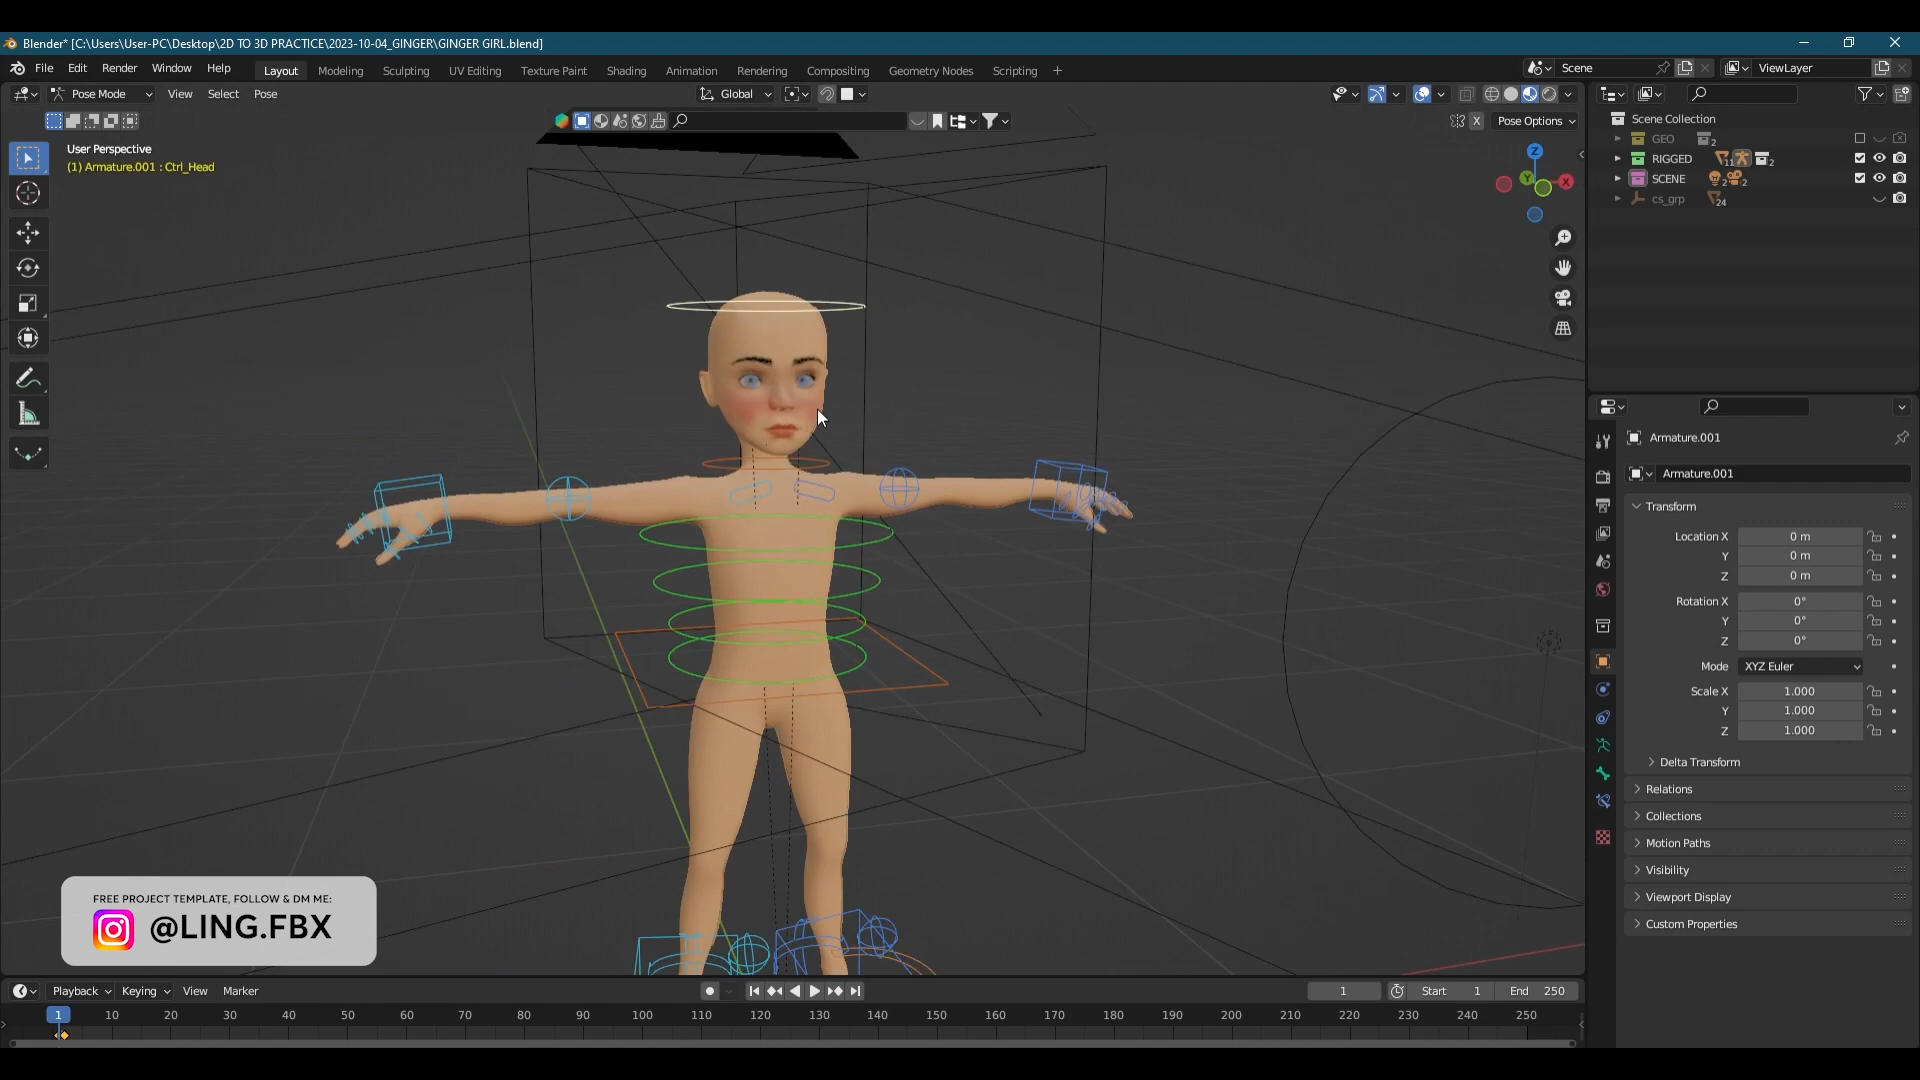 Blender* [C:\Users\User-PC\Desktop\2D TO 3D PRACTICE\2023-10-04_GINGER\GINGER GIRL.blend]
File Edit Render Window Help Layout Modeling Sculpting UV Editing Texture Paint Shading Animation Rendering Compositing Geometry Nodes Scripting + Scene ViewLayer
Pose Mode View Select Pose Global
X Pose Options
User Perspective
(1) Armature.001 : Ctrl_Head
Z
Y
X
Scene Collection
GEO 2
RIGGED 11 2
SCENE 2 2
cs_grp 24
Armature.001
Armature.001
Transform
Location X 0 m
Y 0 m
Z 0 m
Rotation X 0°
Y 0°
Z 0°
Mode XYZ Euler
Scale X 1.000
Y 1.000
Z 1.000
Delta Transform
Relations
Collections
Motion Paths
Visibility
Viewport Display
Custom Properties
FREE PROJECT TEMPLATE, FOLLOW & DM ME:
@LING.FBX
Playback Keying View Marker 1 Start 1 End 250
1 10 20 30 40 50 60 70 80 90 100 110 120 130 140 150 160 170 180 190 200 210 220 230 240 250